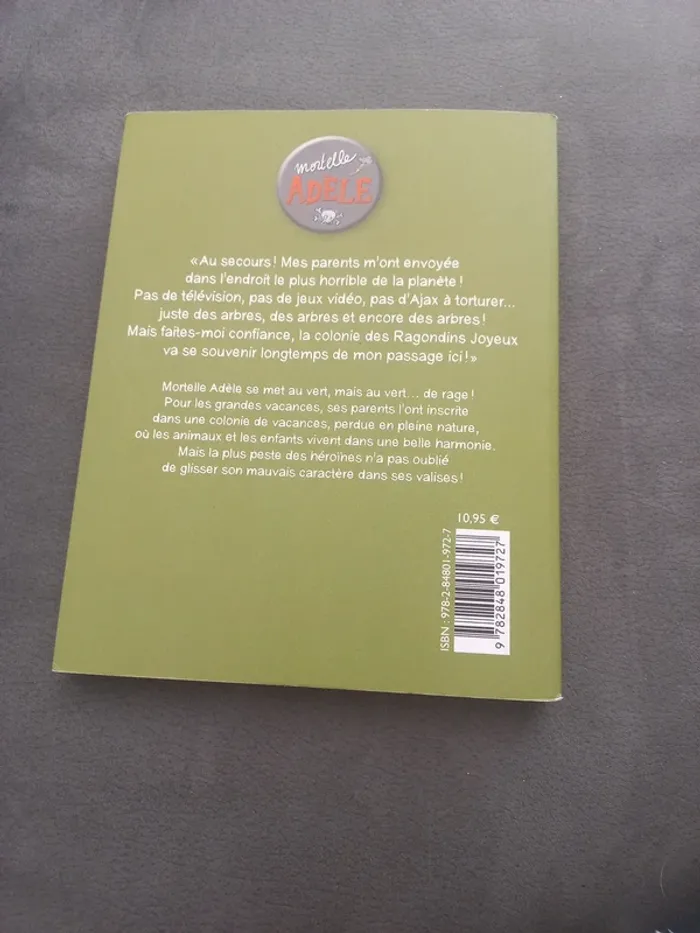 mortelle
ADÈLE
« Au secours ! Mes parents m'ont envoyée
dans l'endroit le plus horrible de la planète !
Pas de télévision, pas de jeux vidéo, pas d'Ajax à torturer...
juste des arbres, des arbres et encore des arbres !
Mais faites-moi confiance, la colonie des Ragondins Joyeux
va se souvenir longtemps de mon passage ici ! »
Mortelle Adèle se met au vert, mais au vert... de rage !
Pour les grandes vacances, ses parents l'ont inscrite
dans une colonie de vacances, perdue en pleine nature,
où les animaux et les enfants vivent dans une belle harmonie.
Mais la plus peste des héroïnes n'a pas oublié
de glisser son mauvais caractère dans ses valises !
10,95 €
ISBN : 978-2-84801-972-7
9 782848 019727